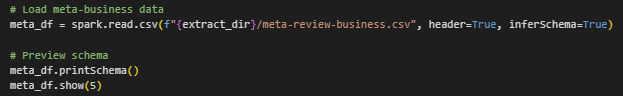 # Load meta-business data
meta_df = spark.read.csv(f"{extract_dir}/meta-review-business.csv", header=True, inferSchema=True)
# Preview schema
meta_df.printSchema()
meta_df.show(5)